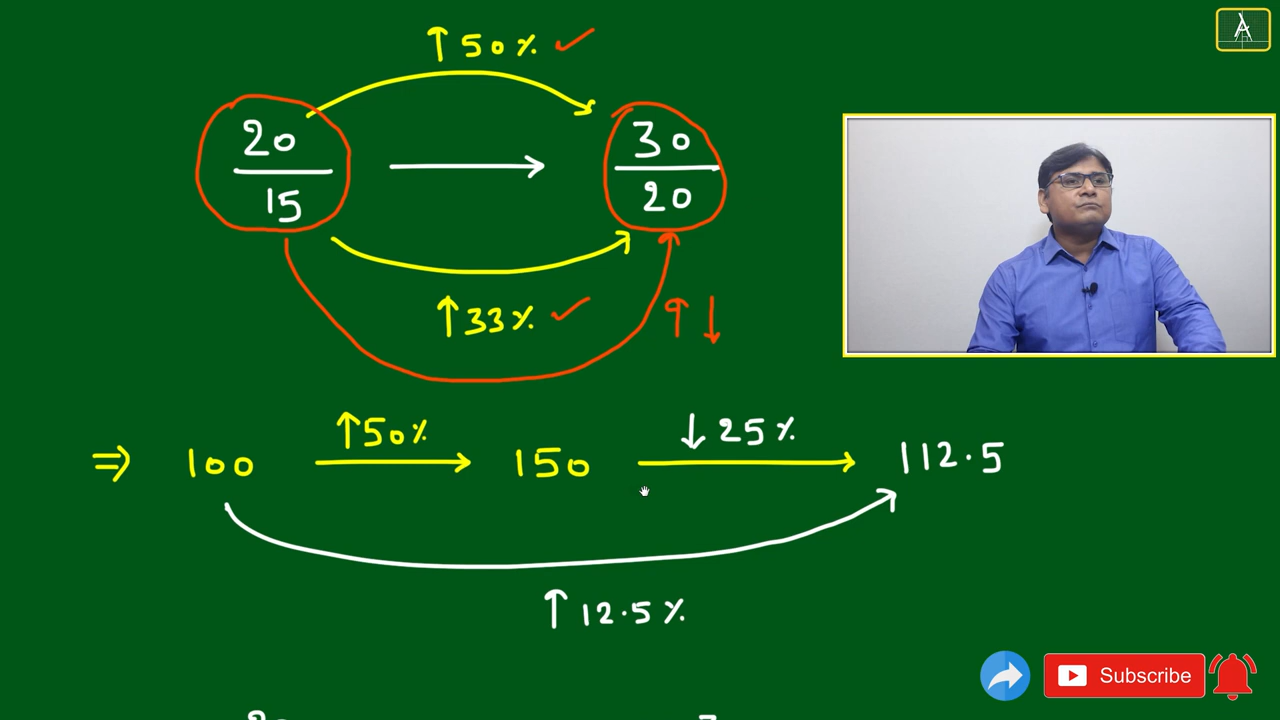 ↑ 50% ✓
20/15 → 30/20
↑ 33% ✓
↑ ↓
⇒ 100 ↑50% → 150 ↓ 25% → 112.5
↑ 12.5%
Subscribe